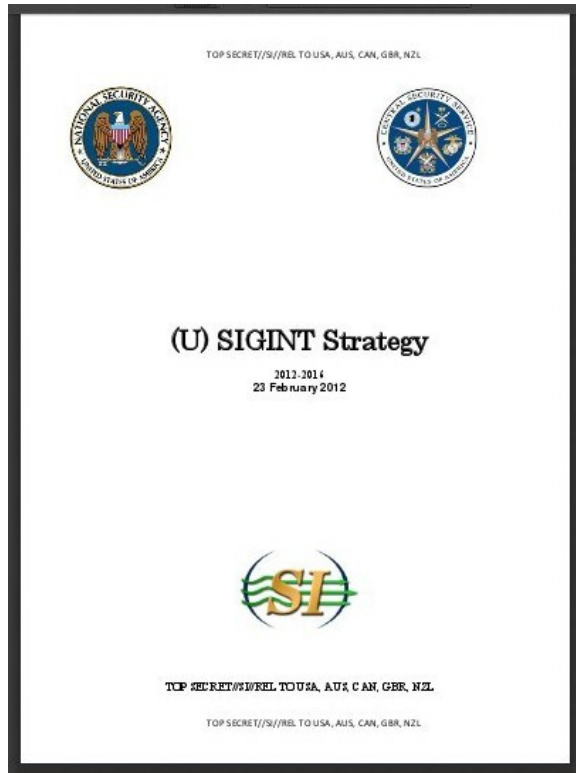 TOP SECRET//SI//REL TO USA, AUS, CAN, GBR, NZL
NATIONAL SECURITY AGENCY
UNITED STATES OF AMERICA
CENTRAL SECURITY SERVICE
UNITED STATES OF AMERICA
(U) SIGINT Strategy
2012-2016
23 February 2012
SI
TOP SECRET//SI//REL TO USA, AUS, CAN, GBR, NZL
TOP SECRET//SI//REL TO USA, AUS, CAN, GBR, NZL